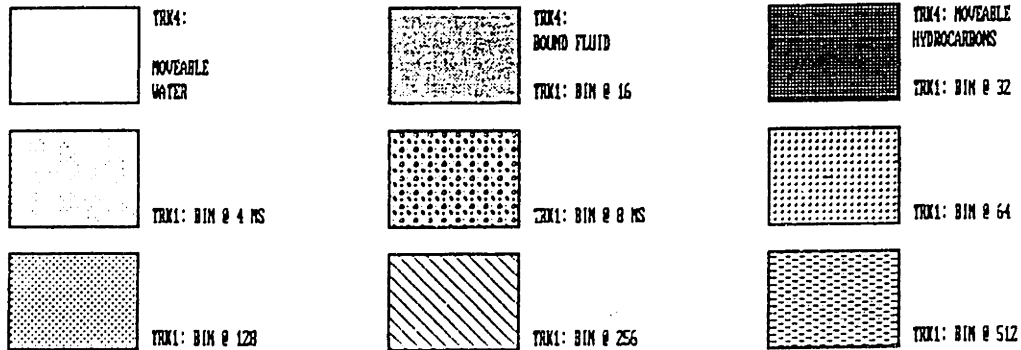 TRK4:
MOVEABLE
WATER
TRK4:
BOUND FLUID
TRK1: BIN @ 16
TRK4: MOVEABLE
HYDROCARBONS
TRK1: BIN @ 32
TRK1: BIN @ 4 MS
TRK1: BIN @ 8 MS
TRK1: BIN @ 64
TRK1: BIN @ 128
TRK1: BIN @ 256
TRK1: BIN @ 512